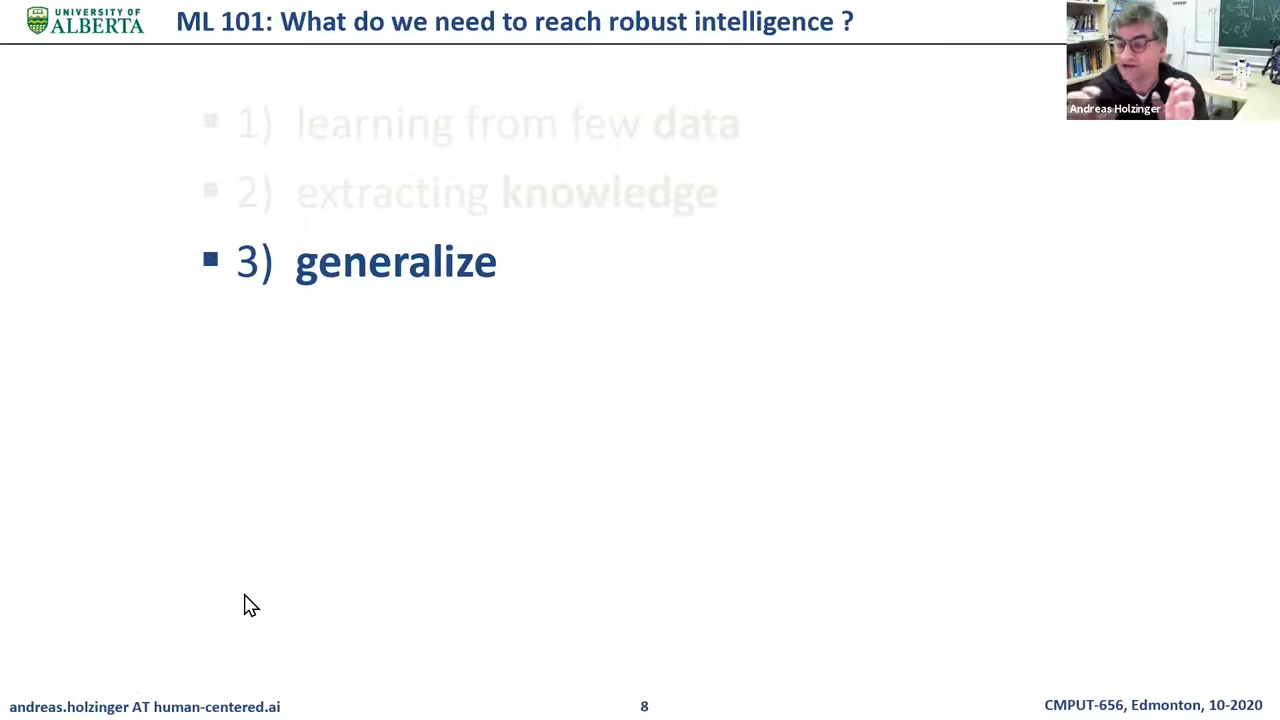 UNIVERSITY OF
ALBERTA
ML 101: What do we need to reach robust intelligence ?
Andreas Holzinger
1) learning from few data
2) extracting knowledge
3) generalize
andreas.holzinger AT human-centered.ai
8
CMPUT-656, Edmonton, 10-2020